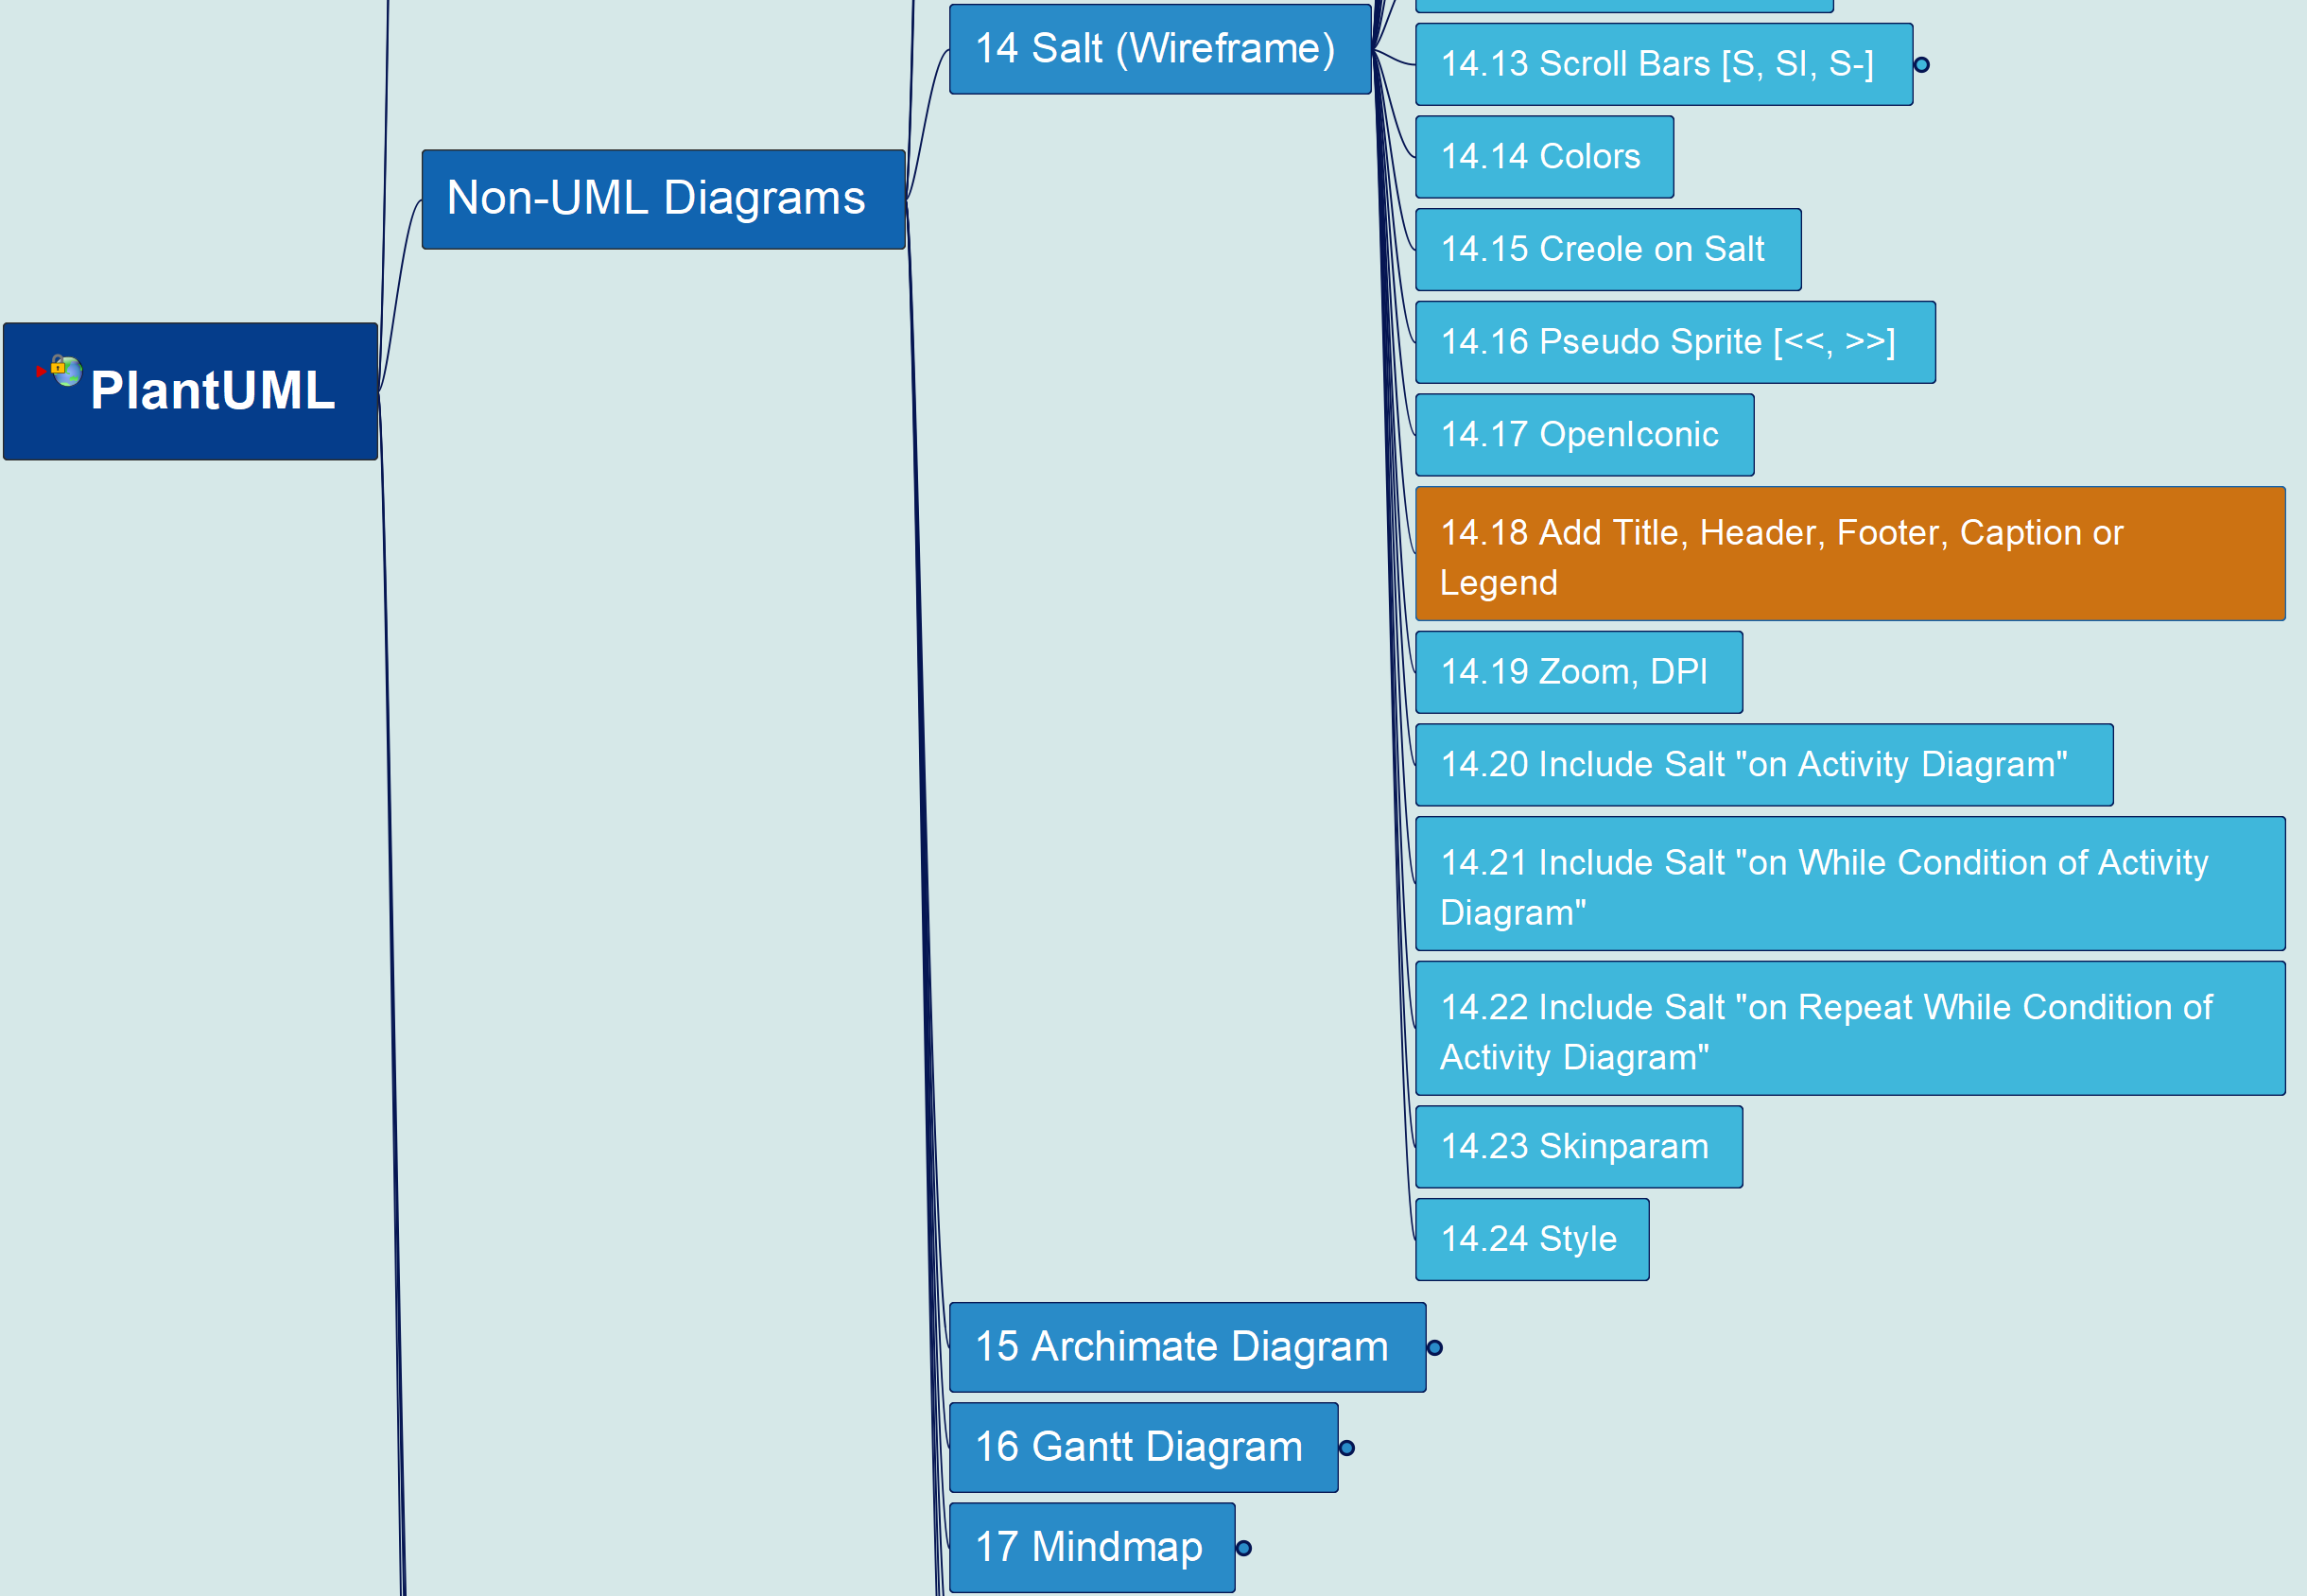 14 Salt (Wireframe)
14.13 Scroll Bars [S, SI, S-]
14.14 Colors
Non-UML Diagrams
14.15 Creole on Salt
14.16 Pseudo Sprite [<<, >>]
PlantUML
14.17 OpenIconic
14.18 Add Title, Header, Footer, Caption or
Legend
14.19 Zoom, DPI
14.20 Include Salt "on Activity Diagram"
14.21 Include Salt "on While Condition of Activity
Diagram"
14.22 Include Salt "on Repeat While Condition of
Activity Diagram"
14.23 Skinparam
14.24 Style
15 Archimate Diagram
16 Gantt Diagram
17 Mindmap